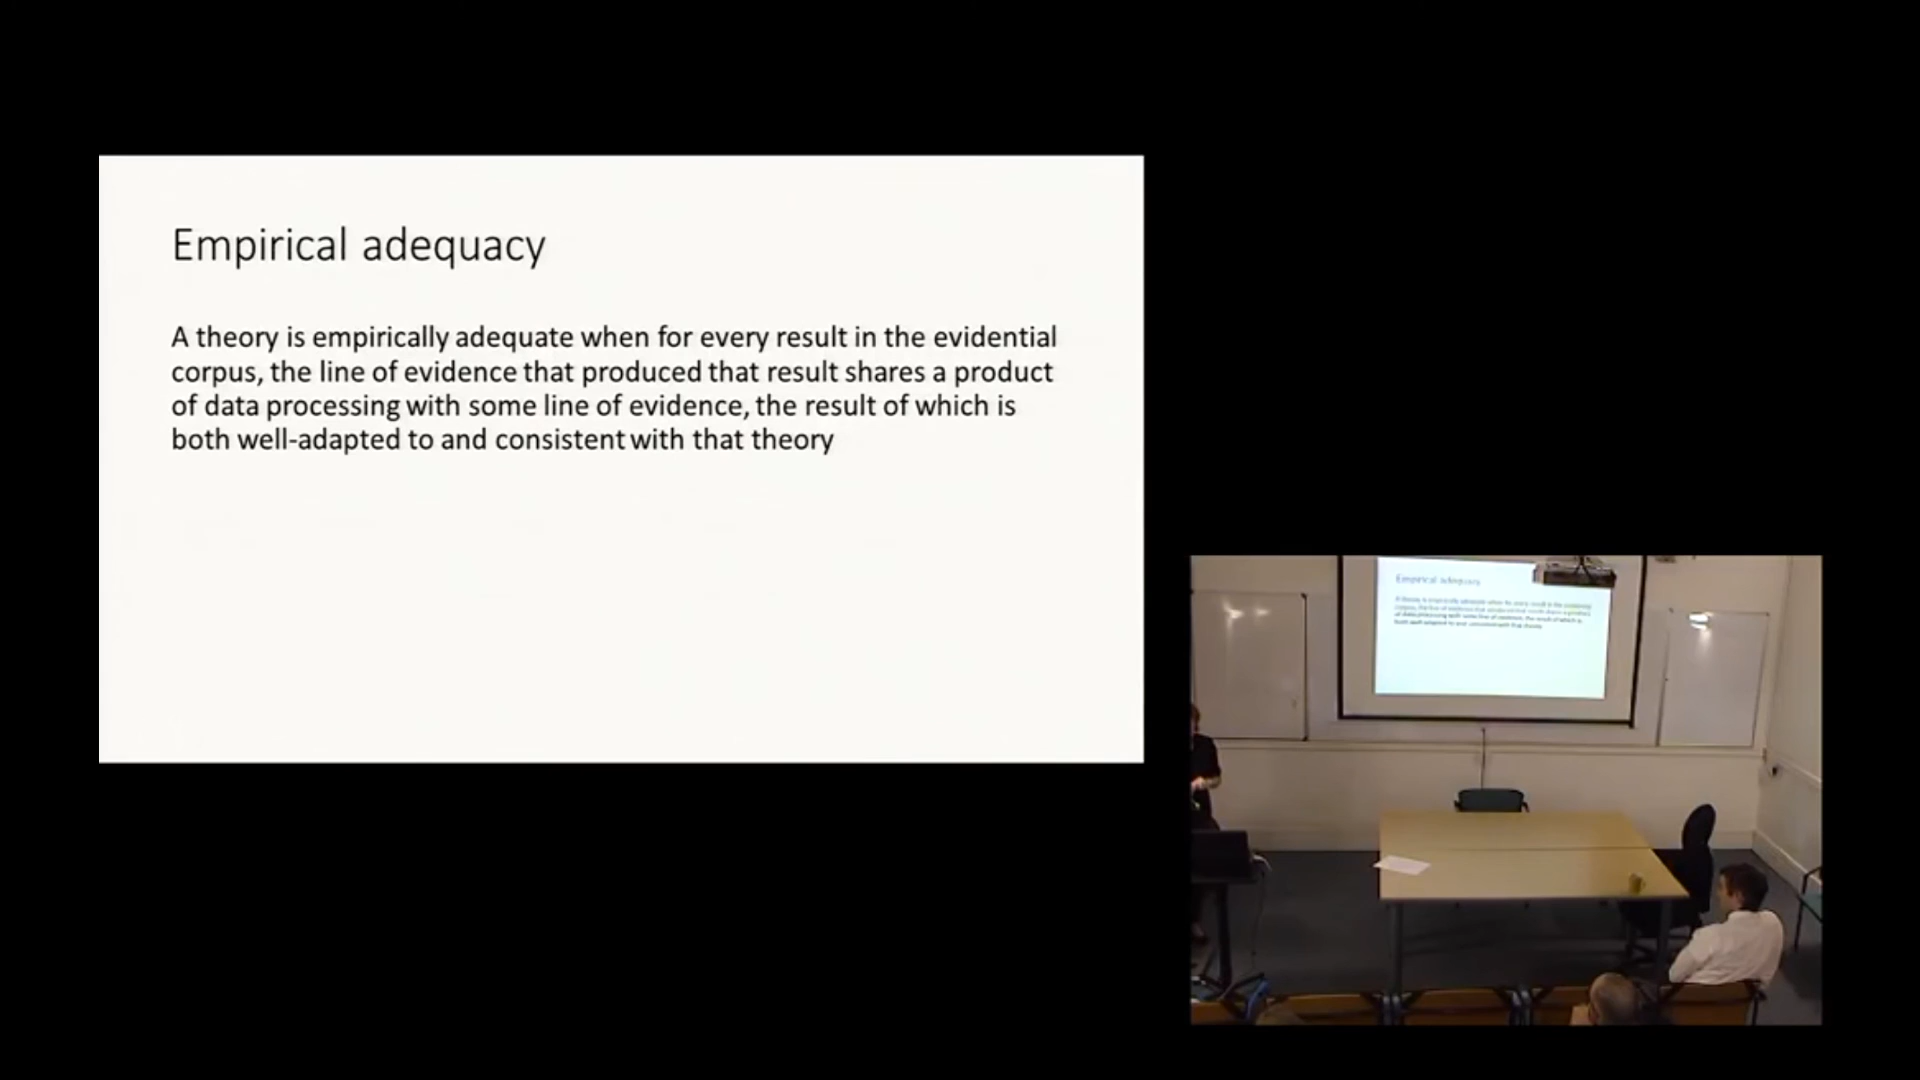 Empirical adequacy
A theory is empirically adequate when for every result in the evidential
corpus, the line of evidence that produced that result shares a product
of data processing with some line of evidence, the result of which is
both well-adapted to and consistent with that theory
Empirical adequacy